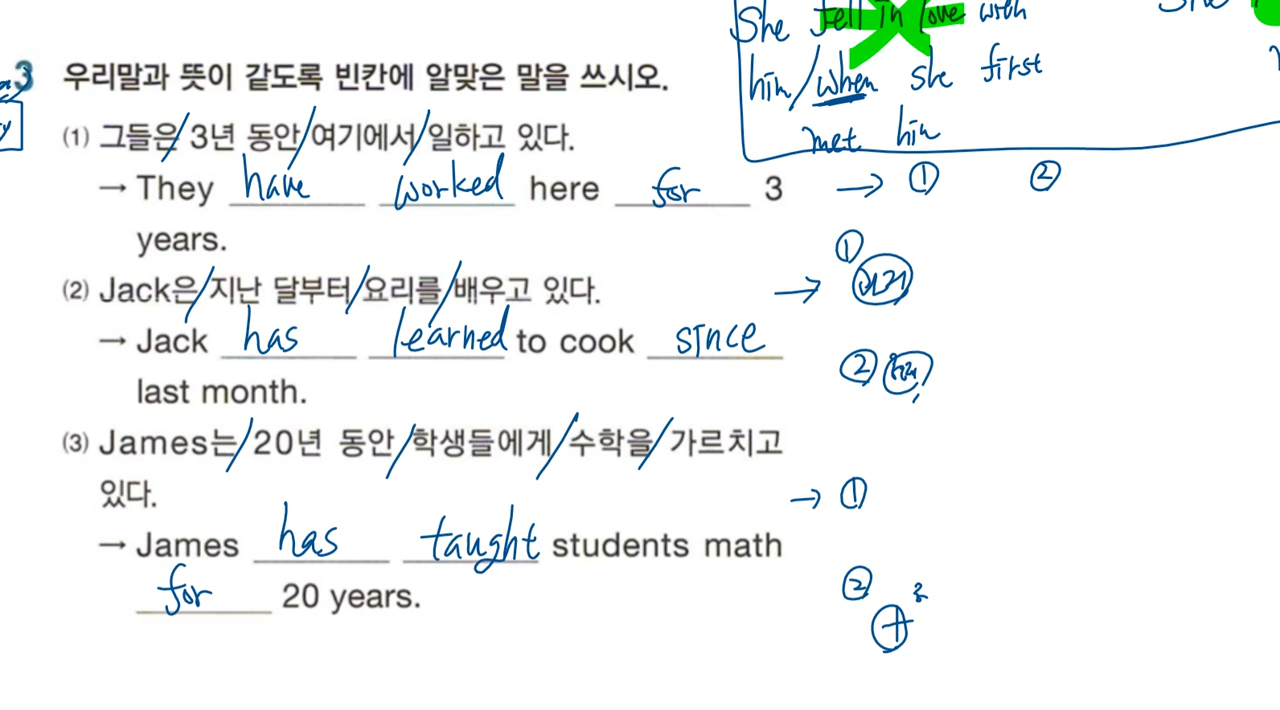 She fell in love with
him/when she first
met him
She
3 우리말과 뜻이 같도록 빈칸에 알맞은 말을 쓰시오.
(1) 그들은/3년 동안/여기에서/일하고 있다.
→ They have worked here for 3
years.
→ ① ②
(2) Jack은/지난 달부터/요리를/배우고 있다.
→ Jack has learned to cook since
last month.
→ ①
②
(3) James는/20년 동안/학생들에게/수학을/가르치고
있다.
→ James has taught students math
for 20 years.
→ ①
②